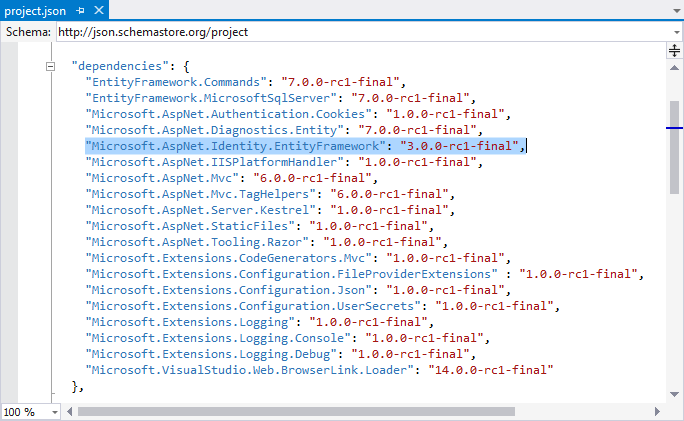 project.json
Schema: http://json.schemastore.org/project
"dependencies": {
"EntityFramework.Commands": "7.0.0-rc1-final",
"EntityFramework.MicrosoftSqlServer": "7.0.0-rc1-final",
"Microsoft.AspNet.Authentication.Cookies": "1.0.0-rc1-final",
"Microsoft.AspNet.Diagnostics.Entity": "7.0.0-rc1-final",
"Microsoft.AspNet.Identity.EntityFramework": "3.0.0-rc1-final",
"Microsoft.AspNet.IISPlatformHandler": "1.0.0-rc1-final",
"Microsoft.AspNet.Mvc": "6.0.0-rc1-final",
"Microsoft.AspNet.Mvc.TagHelpers": "6.0.0-rc1-final",
"Microsoft.AspNet.Server.Kestrel": "1.0.0-rc1-final",
"Microsoft.AspNet.StaticFiles": "1.0.0-rc1-final",
"Microsoft.AspNet.Tooling.Razor": "1.0.0-rc1-final",
"Microsoft.Extensions.CodeGenerators.Mvc": "1.0.0-rc1-final",
"Microsoft.Extensions.Configuration.FileProviderExtensions" : "1.0.0-rc1-final",
"Microsoft.Extensions.Configuration.Json": "1.0.0-rc1-final",
"Microsoft.Extensions.Configuration.UserSecrets": "1.0.0-rc1-final",
"Microsoft.Extensions.Logging": "1.0.0-rc1-final",
"Microsoft.Extensions.Logging.Console": "1.0.0-rc1-final",
"Microsoft.Extensions.Logging.Debug": "1.0.0-rc1-final",
"Microsoft.VisualStudio.Web.BrowserLink.Loader": "14.0.0-rc1-final"
},
100 %